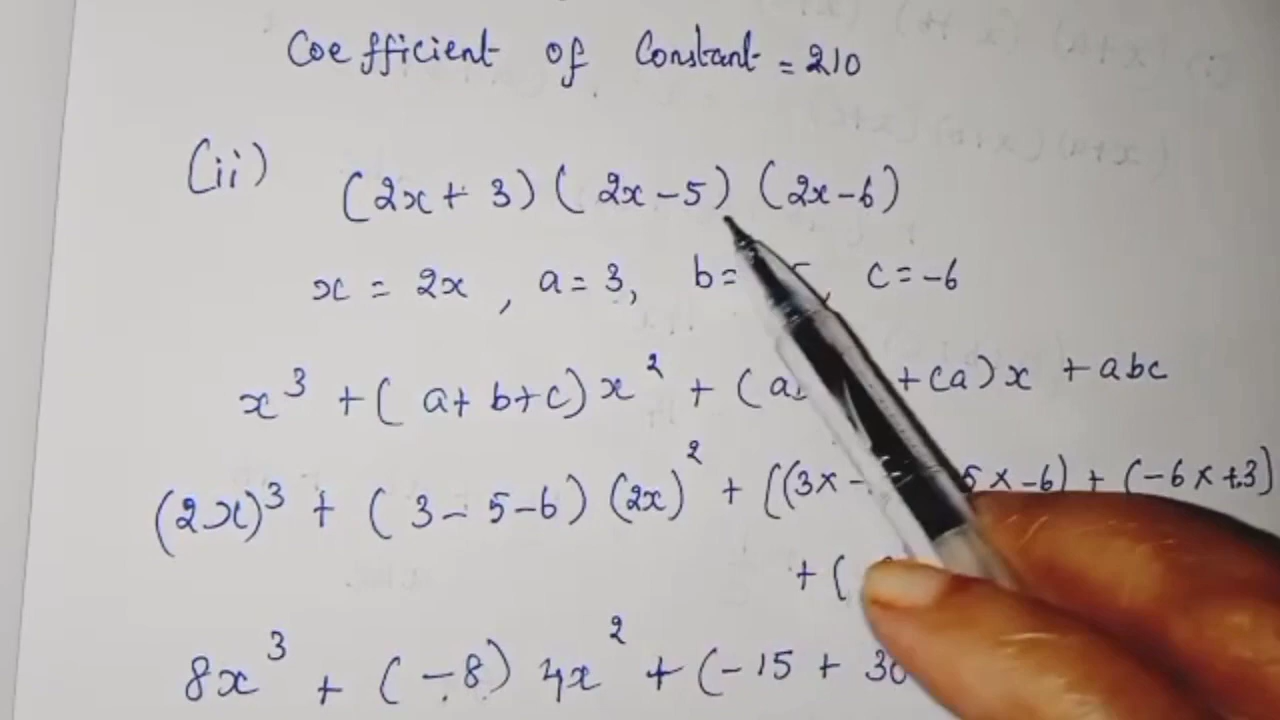 Coefficient of Constant = 210
(ii) (2x + 3) (2x - 5) (2x - 6)
x = 2x , a = 3, b = , c = -6
x³ + (a + b + c) x² + (a + ca) x + abc
(2x)³ + (3 - 5 - 6) (2x)² + ((3x - 5 x -6) + (-6 x +3)
+ (
8x³ + (-8) 4x² + (-15 + 30